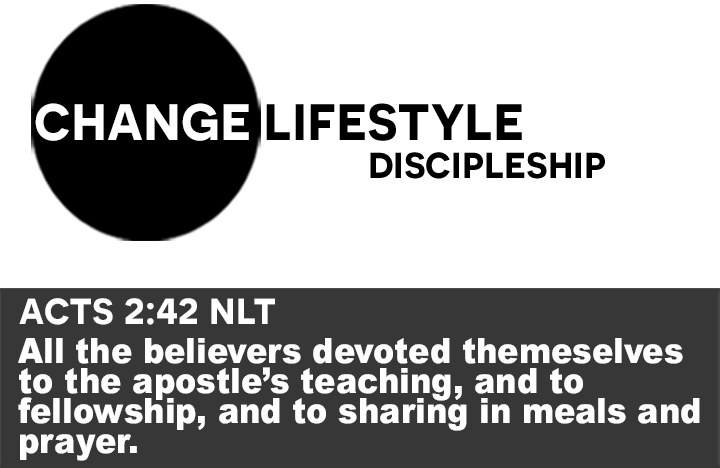 CHANGE LIFESTYLE
DISCIPLESHIP
ACTS 2:42 NLT
All the believers devoted themeselves
to the apostle’s teaching, and to
fellowship, and to sharing in meals and
prayer.